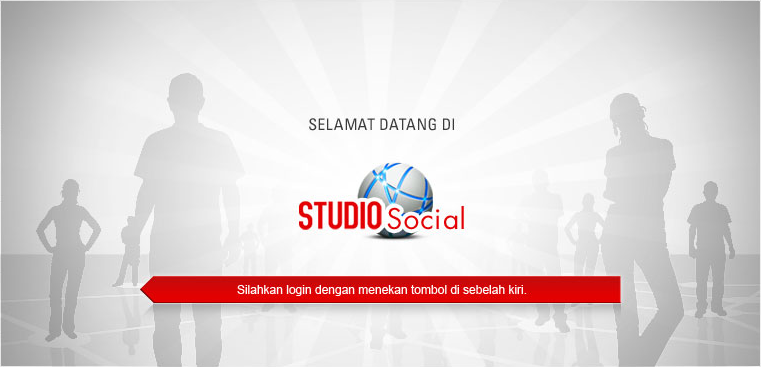 SELAMAT DATANG DI
STUDIO Social
Silahkan login dengan menekan tombol di sebelah kiri.